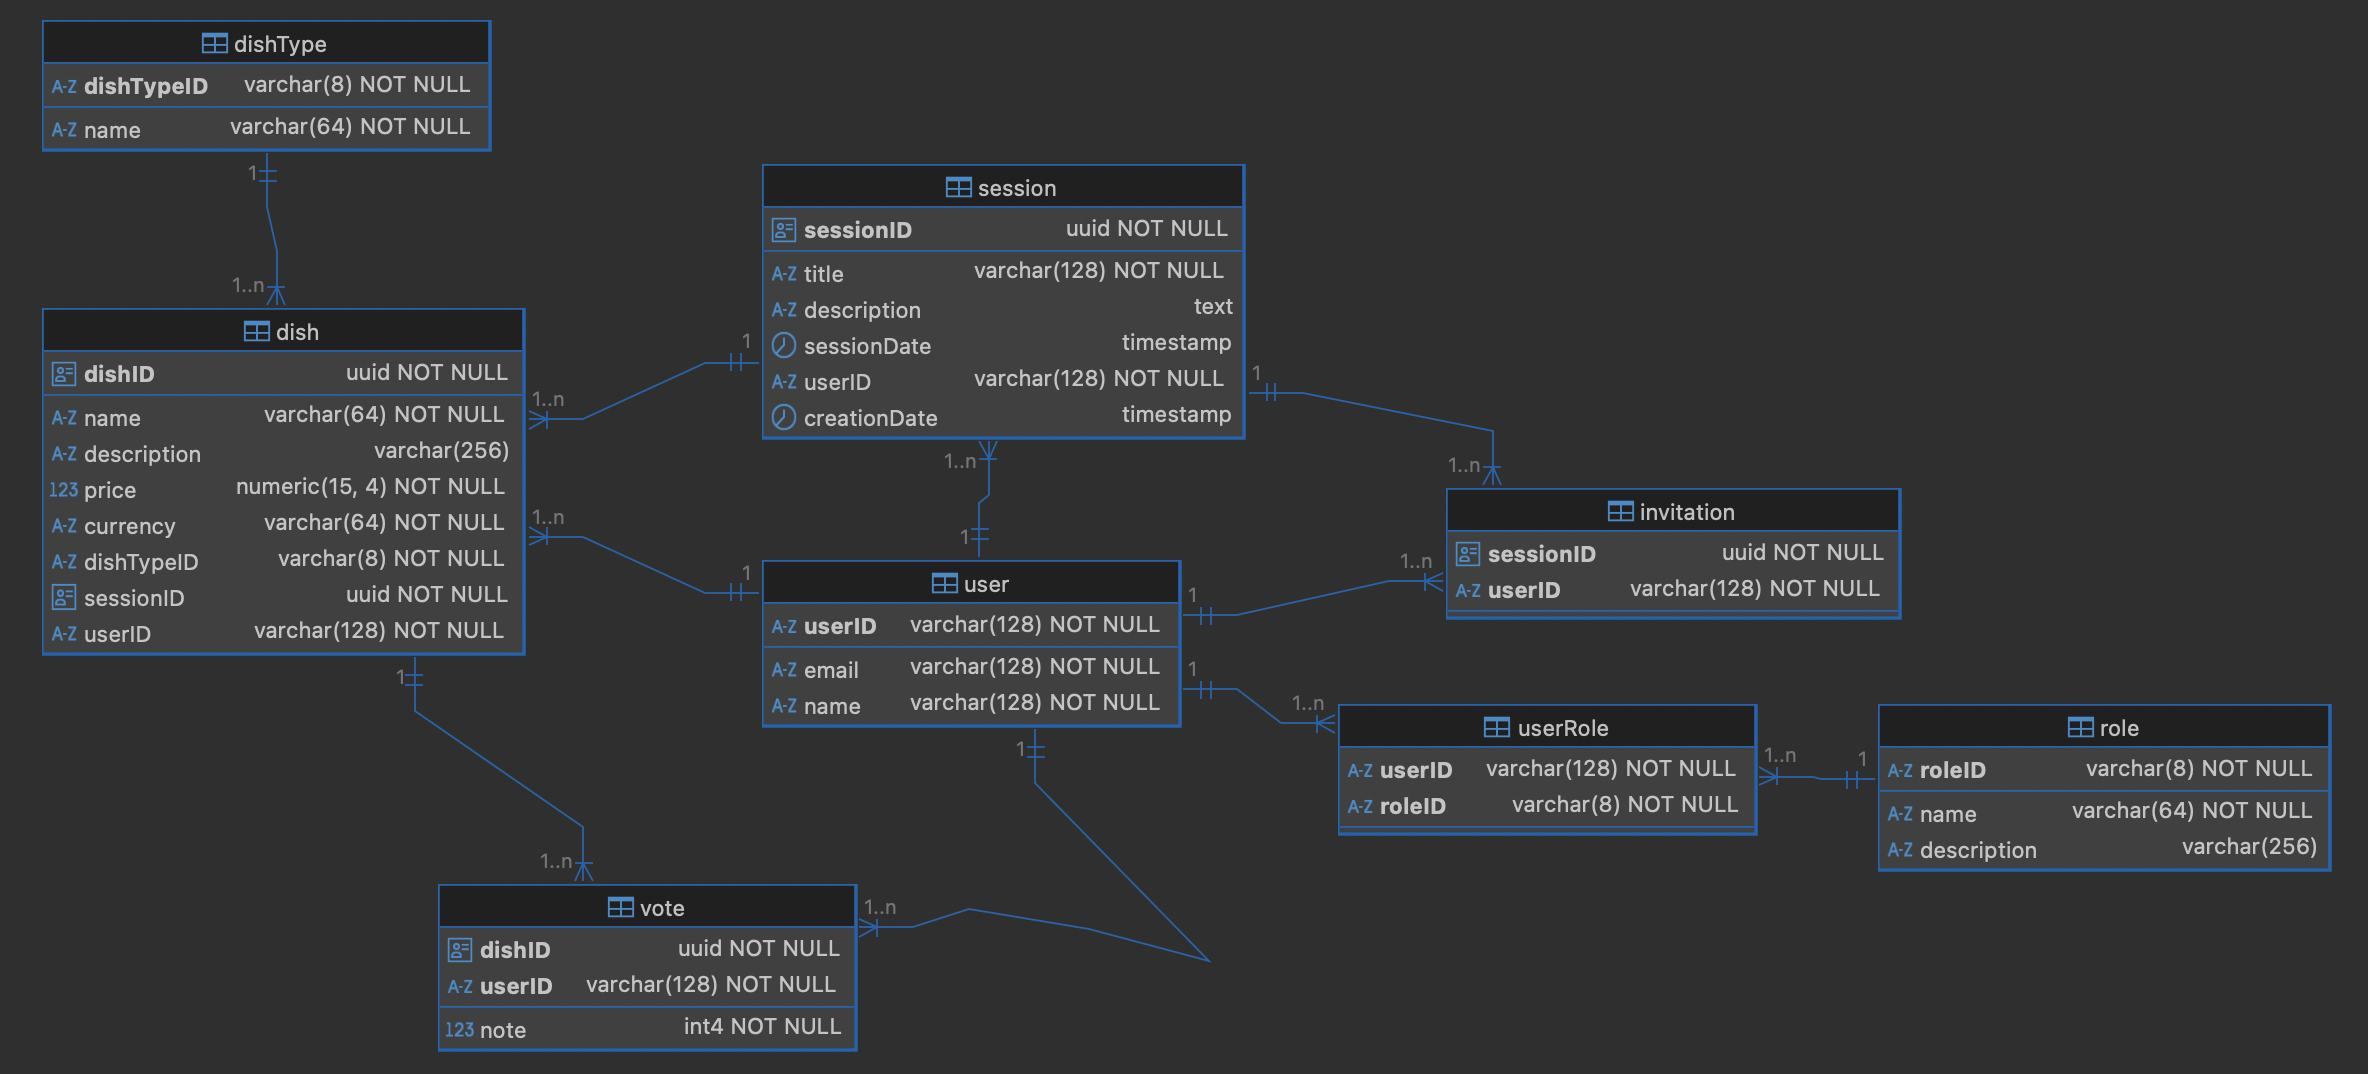 dishType
A-Z dishTypeID varchar(8) NOT NULL
A-Z name varchar(64) NOT NULL
1
1..n
dish
dishID uuid NOT NULL
A-Z name varchar(64) NOT NULL
A-Z description varchar(256)
123 price numeric(15, 4) NOT NULL
A-Z currency varchar(64) NOT NULL
A-Z dishTypeID varchar(8) NOT NULL
sessionID uuid NOT NULL
A-Z userID varchar(128) NOT NULL
1..n
1
1..n
1
session
sessionID uuid NOT NULL
A-Z title varchar(128) NOT NULL
A-Z description text
sessionDate timestamp
A-Z userID varchar(128) NOT NULL
creationDate timestamp
1..n
1
1
1..n
user
A-Z userID varchar(128) NOT NULL
A-Z email varchar(128) NOT NULL
A-Z name varchar(128) NOT NULL
1
1..n
1
1..n
invitation
sessionID uuid NOT NULL
A-Z userID varchar(128) NOT NULL
userRole
A-Z userID varchar(128) NOT NULL
A-Z roleID varchar(8) NOT NULL
1..n
1
role
A-Z roleID varchar(8) NOT NULL
A-Z name varchar(64) NOT NULL
A-Z description varchar(256)
1
1..n
1
1..n
vote
dishID uuid NOT NULL
A-Z userID varchar(128) NOT NULL
123 note int4 NOT NULL